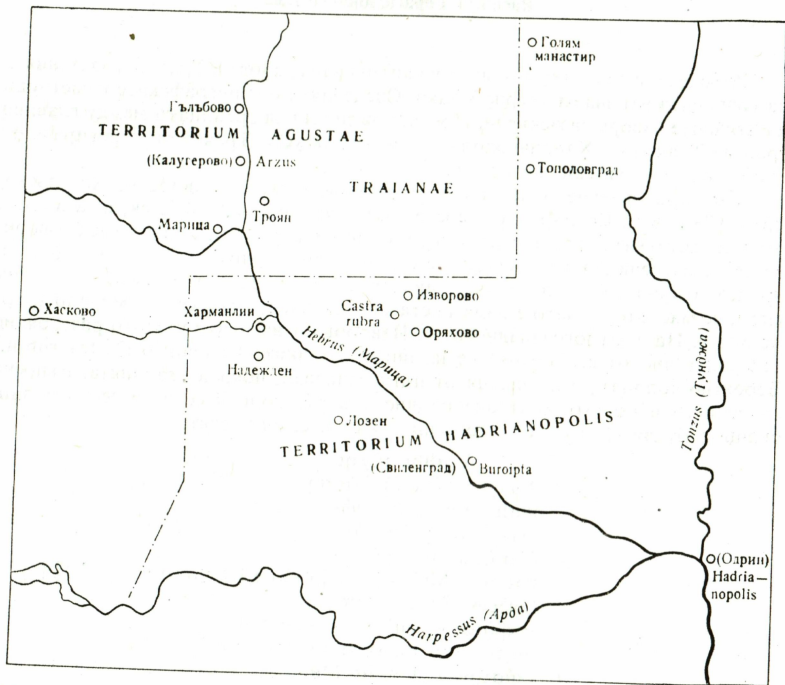 Голям
манастир
Гълъбово
TERRITORIUM AGUSTAE
(Калугерово) Arzus
Тополовград
TRAIANAE
Троян
Марица
Изворово
Хасково
Харманлии
Castra
rubra
Оряхово
Hebrus (Марица)
Надежден
Tonzus (Тунджа)
Лозен
TERRITORIUM HADRIANOPOLIS
(Свиленград) Buroipta
(Одрин)
Hadria—
nopolis
Harpessus (Арда)